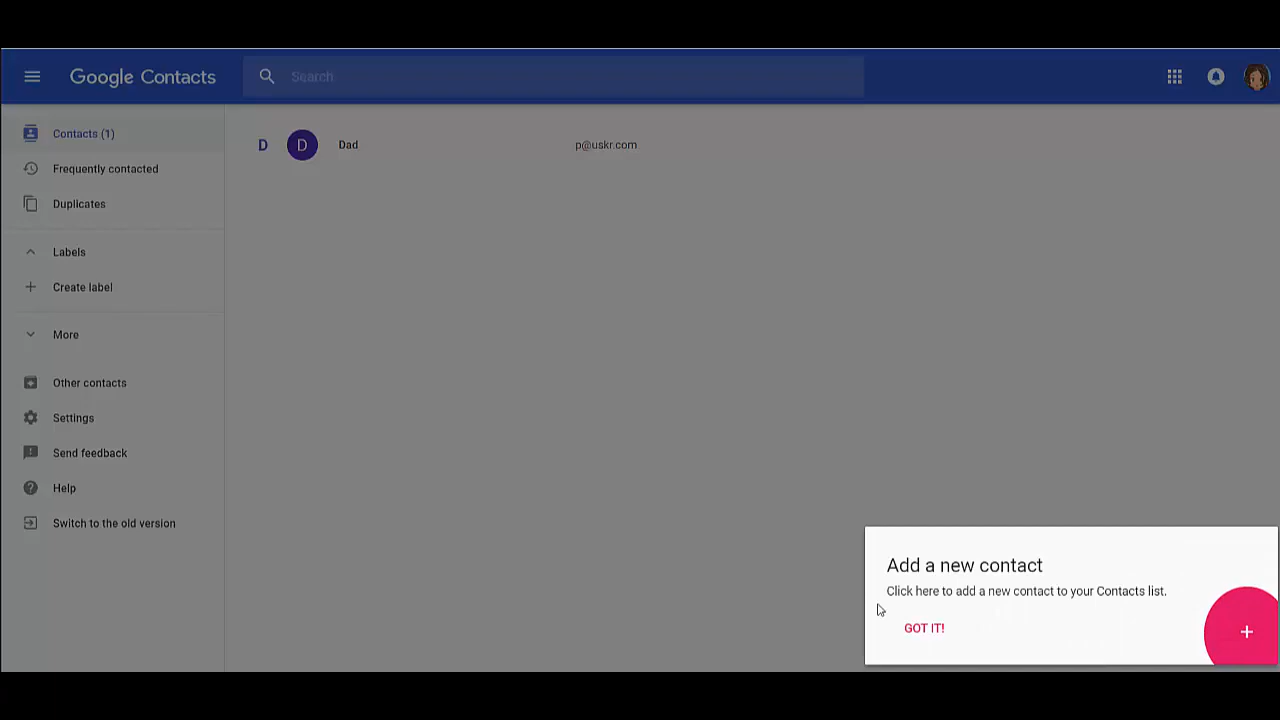 Google Contacts
Search
Contacts (1)
Frequently contacted
Duplicates
Labels
Create label
More
Other contacts
Settings
Send feedback
Help
Switch to the old version
D D Dad p@uskr.com
Add a new contact
Click here to add a new contact to your Contacts list.
GOT IT!